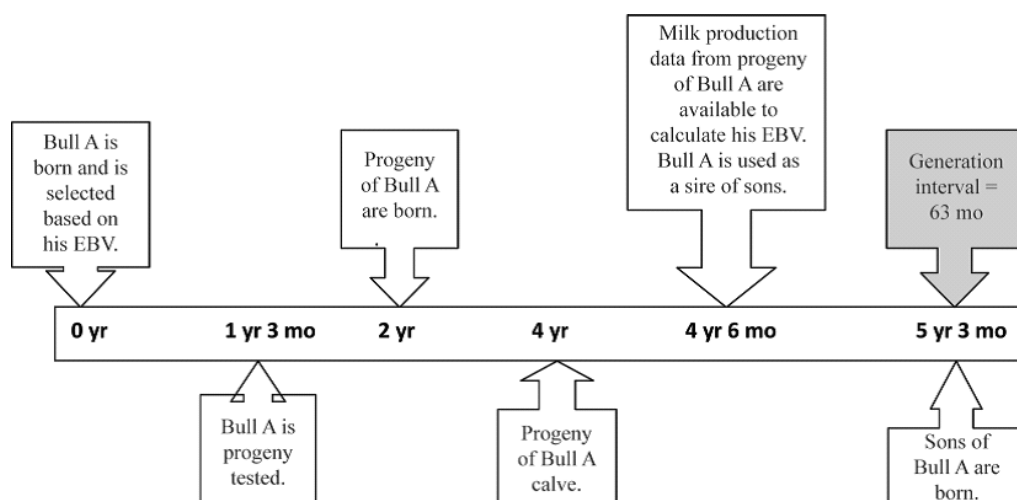 Bull A is
born and is
selected
based on
his EBV.
Progeny
of Bull A
are born.
Milk production
data from progeny
of Bull A are
available to
calculate his EBV.
Bull A is used as
a sire of sons.
Generation
interval =
63 mo
0 yr
1 yr 3 mo
2 yr
4 yr
4 yr 6 mo
5 yr 3 mo
Bull A is
progeny
tested.
Progeny
of Bull A
calve.
Sons of
Bull A are
born.